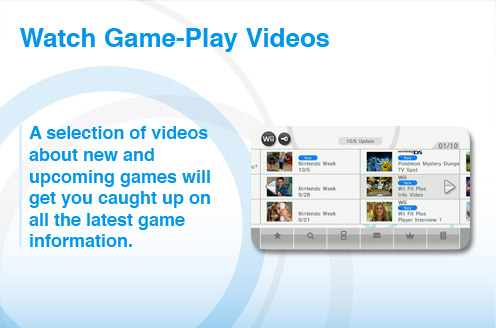 Watch Game-Play Videos
A selection of videos
about new and
upcoming games will
get you caught up on
all the latest game
information.
Wii
10/5 Update
01/10
New
Nintendo Week
10/5
Nintendo Week
9/28
Nintendo Week
9/21
NINTENDO DS
New
Pokémon Mystery Dunge
TV Spot
Wii
New
Wii Fit Plus
Info Video
Wii
New
Wii Fit Plus
Player Interview 1